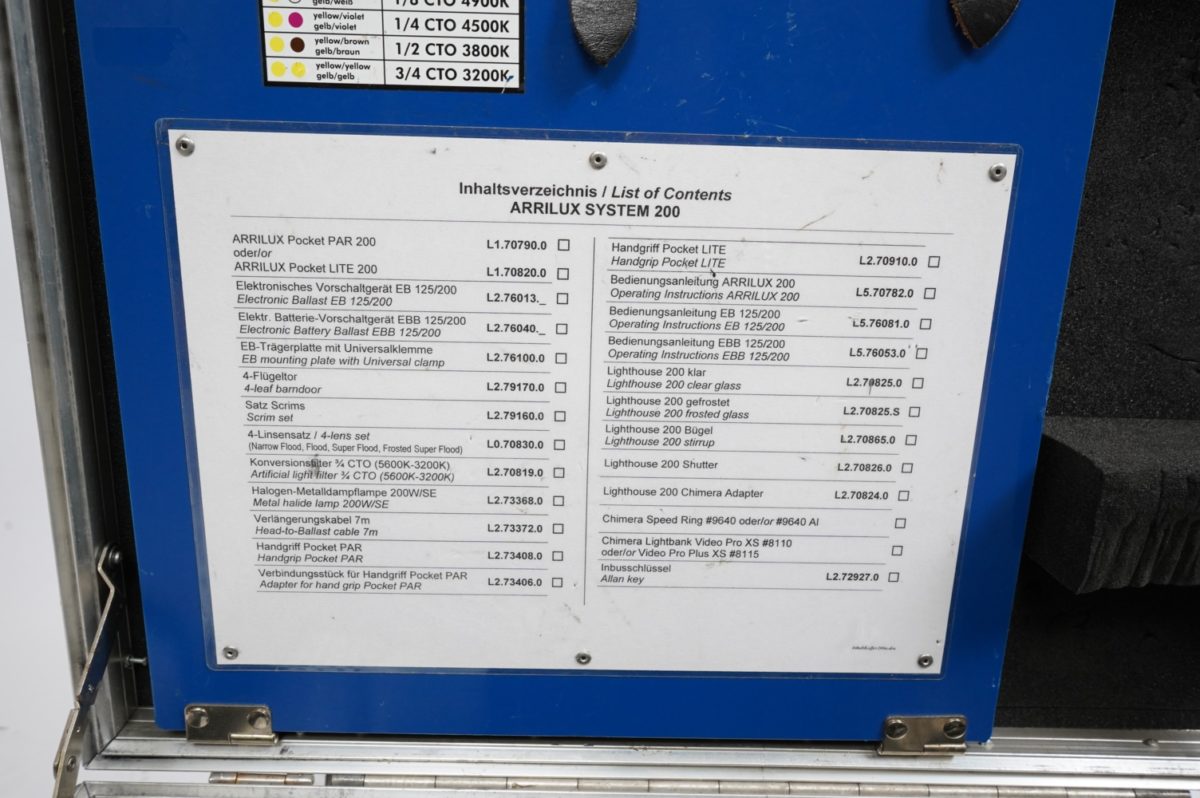 gelb/weiß
1/8 CTO 4900K
yellow/violet
gelb/violet
1/4 CTO 4500K
yellow/brown
gelb/braun
1/2 CTO 3800K
yellow/yellow
gelb/gelb
3/4 CTO 3200K
Inhaltsverzeichnis / List of Contents
ARRILUX SYSTEM 200
ARRILUX Pocket PAR 200 L1.70790.0
oder/or
ARRILUX Pocket LITE 200 L1.70820.0
Elektronisches Vorschaltgerät EB 125/200
Electronic Ballast EB 125/200 L2.76013._
Elektr. Batterie-Vorschaltgerät EBB 125/200
Electronic Battery Ballast EBB 125/200 L2.76040._
EB-Trägerplatte mit Universalklemme
EB mounting plate with Universal clamp L2.76100.0
4-Flügeltor
4-leaf barndoor L2.79170.0
Satz Scrims
Scrim set L2.79160.0
4-Linsensatz / 4-lens set
(Narrow Flood, Flood, Super Flood, Frosted Super Flood) L0.70830.0
Konversionsfilter ¾ CTO (5600K-3200K)
Artificial light filter ¾ CTO (5600K-3200K) L2.70819.0
Halogen-Metalldampflampe 200W/SE
Metal halide lamp 200W/SE L2.73368.0
Verlängerungskabel 7m
Head-to-Ballast cable 7m L2.73372.0
Handgriff Pocket PAR
Handgrip Pocket PAR L2.73408.0
Verbindungsstück für Handgriff Pocket PAR
Adapter for hand grip Pocket PAR L2.73406.0
Handgriff Pocket LITE
Handgrip Pocket LITE L2.70910.0
Bedienungsanleitung ARRILUX 200
Operating Instructions ARRILUX 200 L5.70782.0
Bedienungsanleitung EB 125/200
Operating Instructions EB 125/200 L5.76081.0
Bedienungsanleitung EBB 125/200
Operating Instructions EBB 125/200 L5.76053.0
Lighthouse 200 klar
Lighthouse 200 clear glass L2.70825.0
Lighthouse 200 gefrostet
Lighthouse 200 frosted glass L2.70825.S
Lighthouse 200 Bügel
Lighthouse 200 stirrup L2.70865.0
Lighthouse 200 Shutter L2.70826.0
Lighthouse 200 Chimera Adapter L2.70824.0
Chimera Speed Ring #9640 oder/or #9640 Al
Chimera Lightbank Video Pro XS #8110
oder/or Video Pro Plus XS #8115
Inbusschlüssel
Allan key L2.72927.0